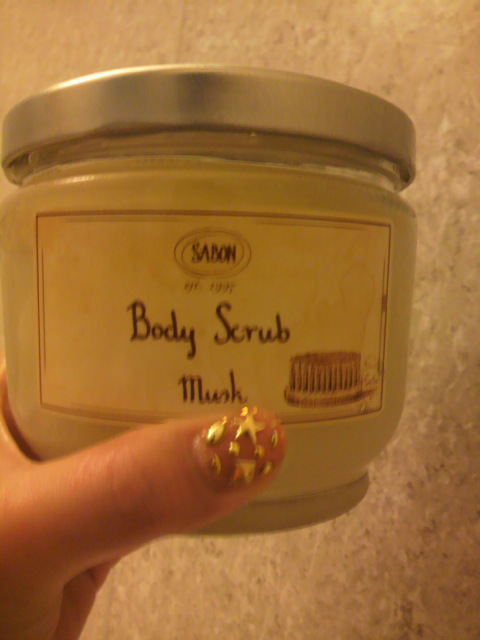 SABON
est. 1997
Body Scrub
Musk